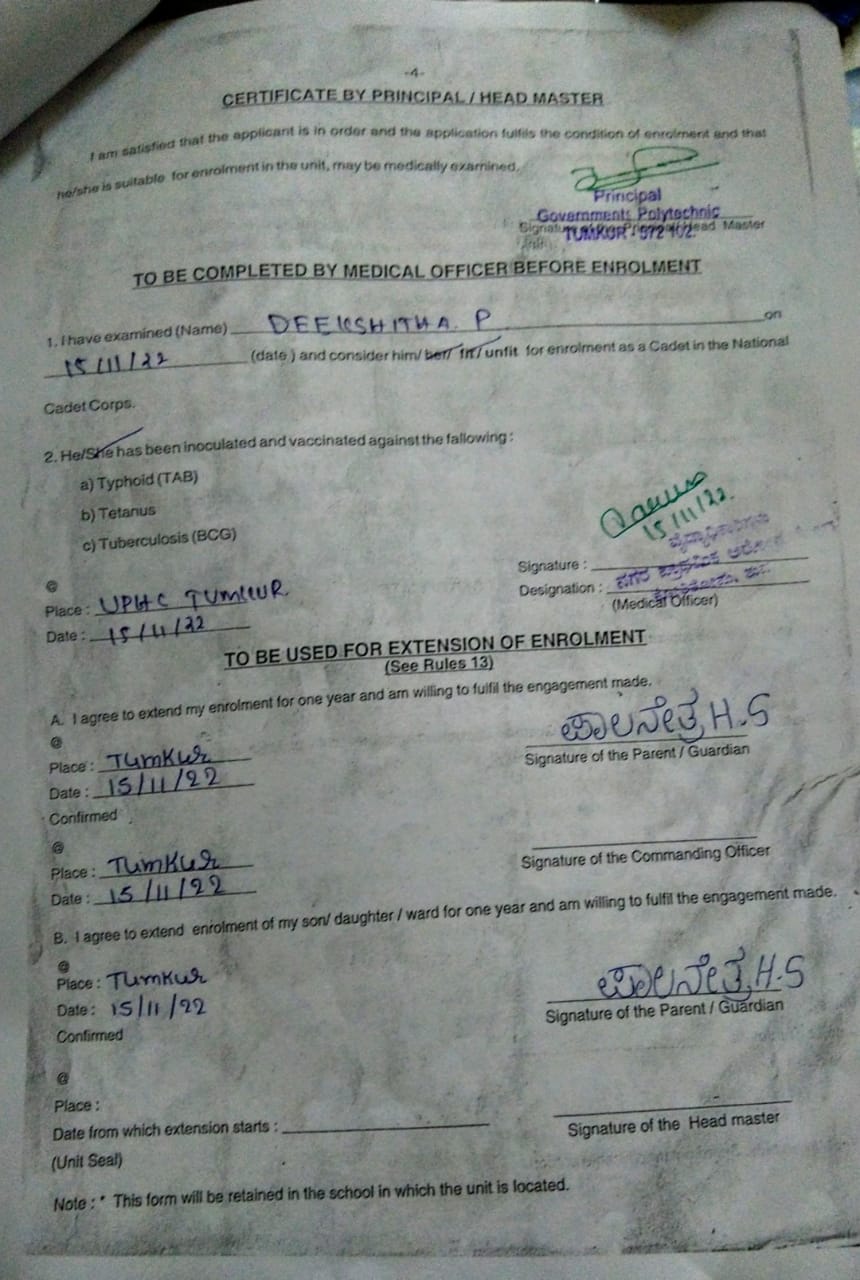 -4-
CERTIFICATE BY PRINCIPAL / HEAD MASTER
I am satisfied that the applicant is in order and the application fulfils the condition of enrolment and that
he/she is suitable for enrolment in the unit, may be medically examined.
Principal
Governments Polytechnic
Signature of the Principal / Head Master
TUMKUR - 572 102.
TO BE COMPLETED BY MEDICAL OFFICER BEFORE ENROLMENT
1. I have examined (Name) DEEKSHITHA. P on
15/11/22 (date ) and consider him/ her/ fit / unfit for enrolment as a Cadet in the National
Cadet Corps.
2. He/She has been inoculated and vaccinated against the fallowing :
a) Typhoid (TAB)
b) Tetanus
c) Tuberculosis (BCG)
15/11/22.
Signature :
@
Designation : ನಗರ ಪ್ರಾಥಮಿಕ
Place : UPHC TUMKUR.
(Medical Officer)
Date : 15/11/22
TO BE USED FOR EXTENSION OF ENROLMENT
(See Rules 13)
A. I agree to extend my enrolment for one year and am willing to fulfil the engagement made.
@
ಪಾಲನೇತ್ರ H.S
Place : Tumkur
Signature of the Parent / Guardian
Date : 15/11/22
Confirmed
@
Place : Tumkur
Signature of the Commanding Officer
Date : 15/11/22
B. I agree to extend enrolment of my son/ daughter / ward for one year and am willing to fulfil the engagement made.
@
Place : Tumkur
ಪಾಲನೇತ್ರ H.S
Date : 15/11/22
Signature of the Parent / Guardian
Confirmed
@
Place :
Date from which extension starts :
Signature of the Head master
(Unit Seal)
Note : * This form will be retained in the school in which the unit is located.